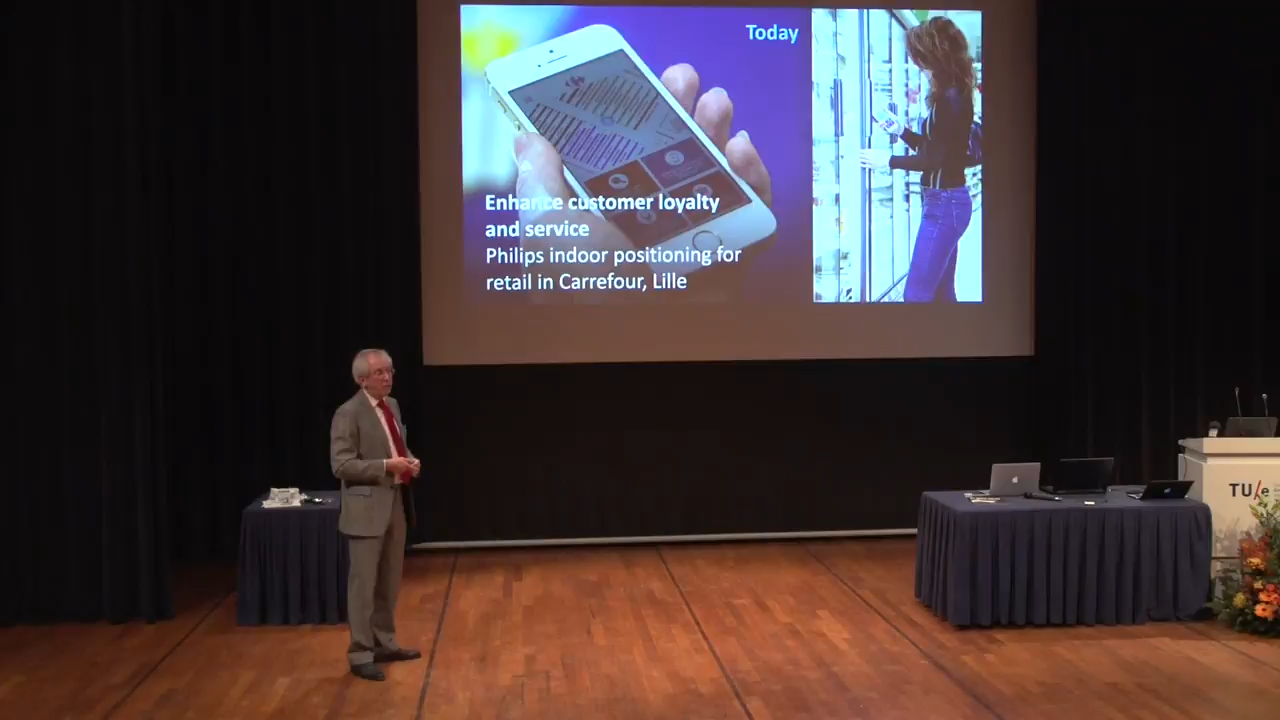 Today
Enhance customer loyalty
and service
Philips indoor positioning for
retail in Carrefour, Lille
TU/e